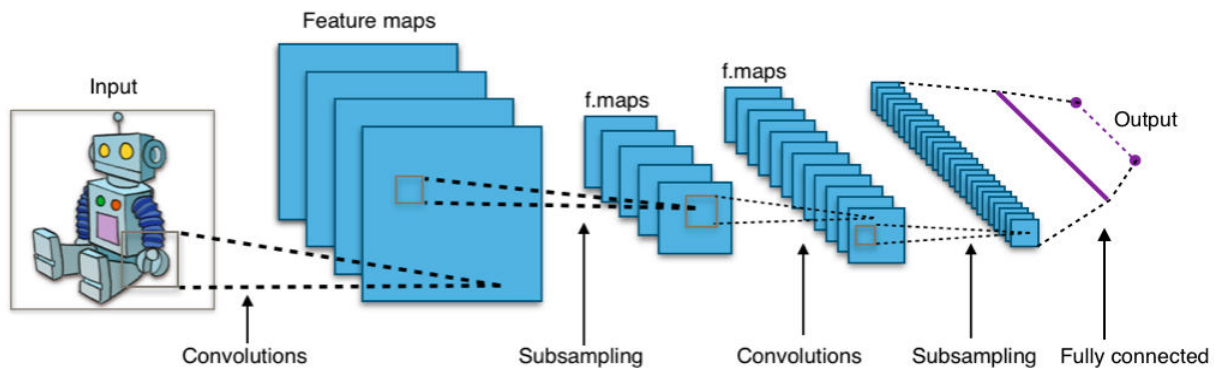 Feature maps
Input
f.maps
f.maps
Output
Convolutions
Subsampling
Convolutions
Subsampling
Fully connected